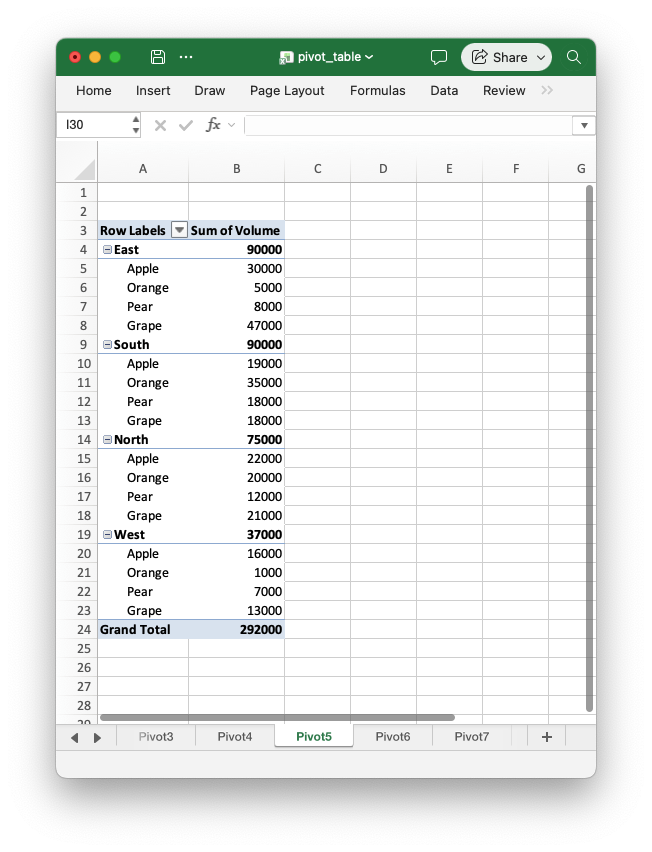 pivot_table
Share
Home Insert Draw Page Layout Formulas Data Review
I30 fx
A B C D E F G
1
2
3 Row Labels Sum of Volume
4 East 90000
5 Apple 30000
6 Orange 5000
7 Pear 8000
8 Grape 47000
9 South 90000
10 Apple 19000
11 Orange 35000
12 Pear 18000
13 Grape 18000
14 North 75000
15 Apple 22000
16 Orange 20000
17 Pear 12000
18 Grape 21000
19 West 37000
20 Apple 16000
21 Orange 1000
22 Pear 7000
23 Grape 13000
24 Grand Total 292000
25
26
27
28
29
Pivot3 Pivot4 Pivot5 Pivot6 Pivot7